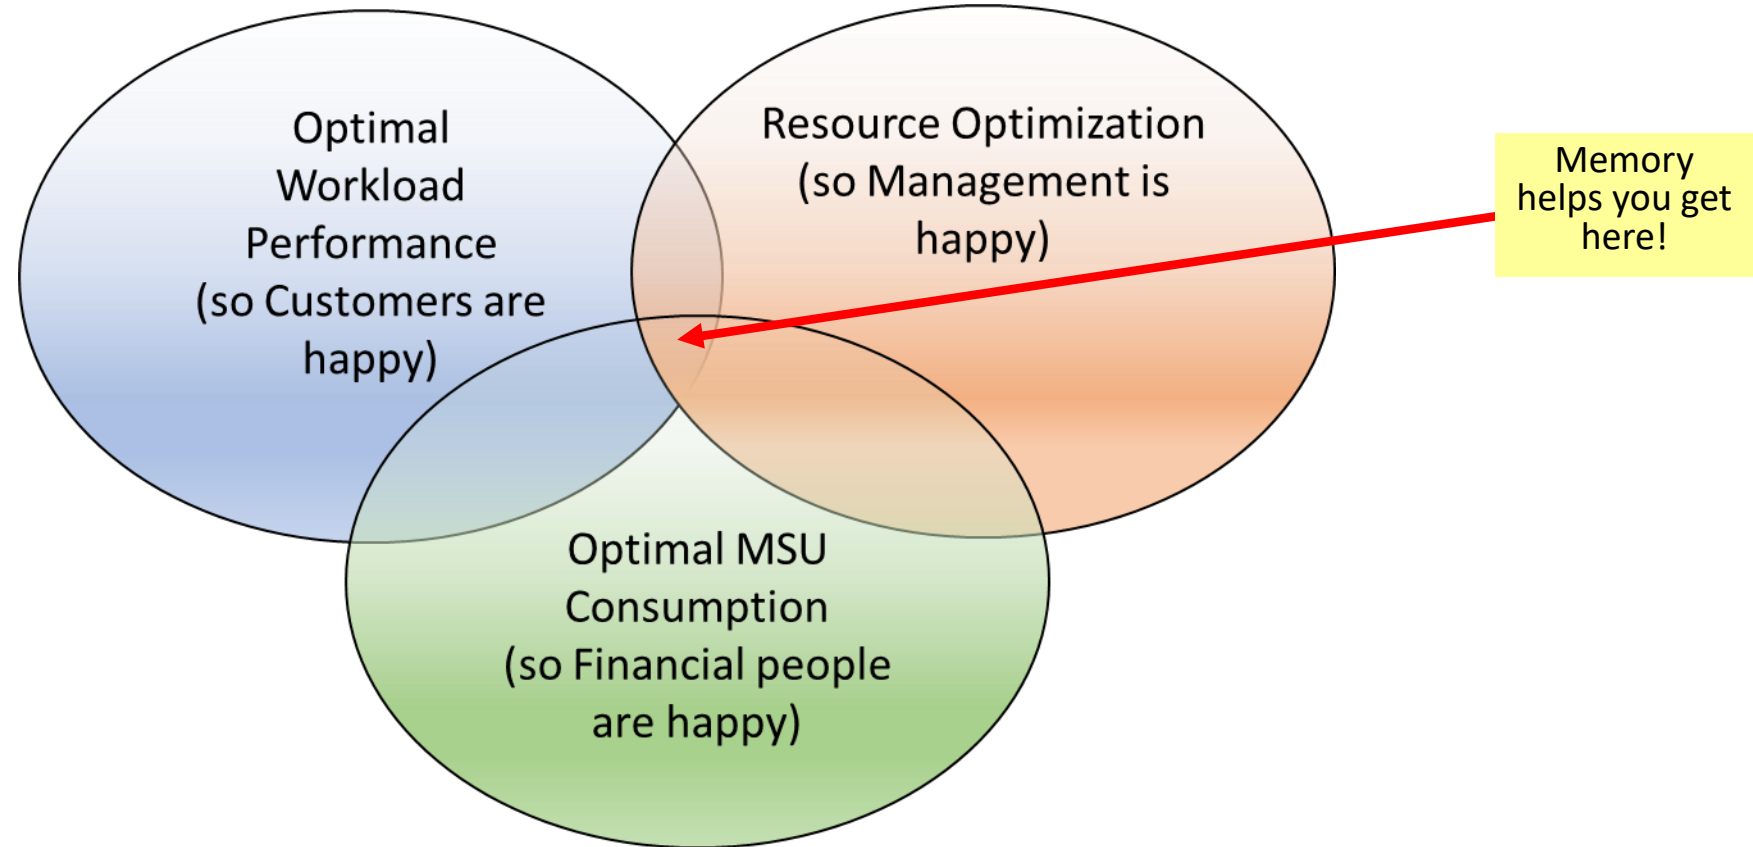 Optimal
Workload
Performance
(so Customers are
happy)
Resource Optimization
(so Management is
happy)
Memory
helps you get
here!
Optimal MSU
Consumption
(so Financial people
are happy)